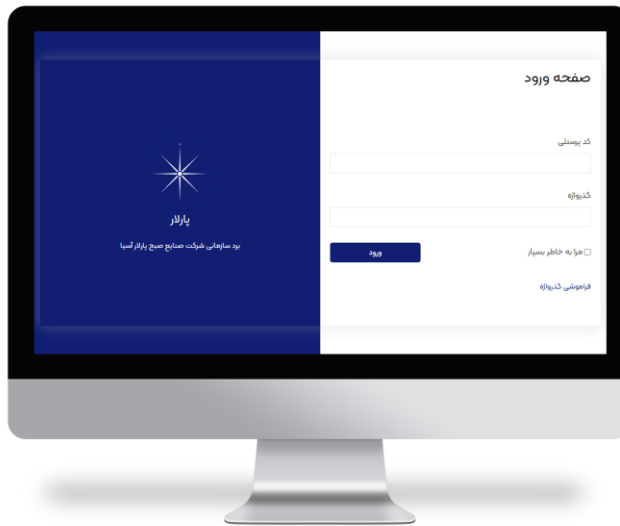 صفحه ورود
کد پرسنلی
گذرواژه
مرا به خاطر بسپار
ورود
فراموشی گذرواژه
پارلار
برد سازمانی شرکت صنایع صبح پارلار آسیا